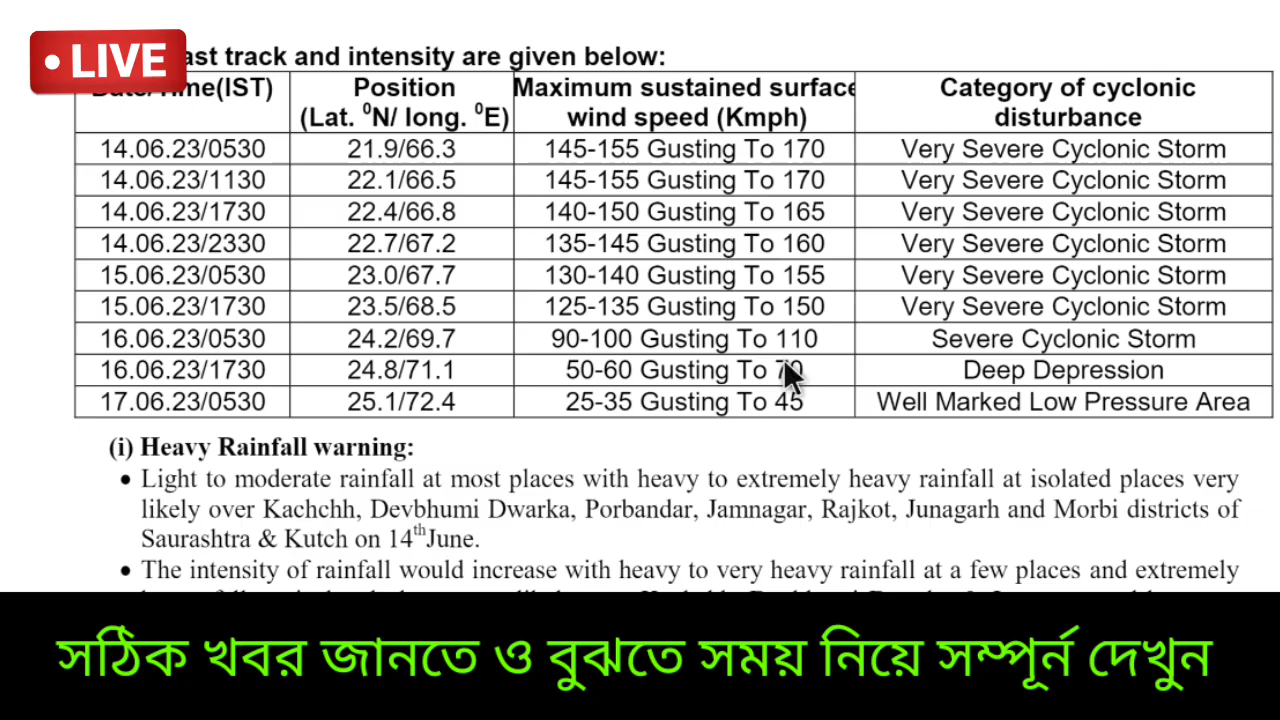 LIVE
ast track and intensity are given below:
Date/Time(IST) Position Maximum sustained surface Category of cyclonic
(Lat. ⁰N/ long. ⁰E) wind speed (Kmph) disturbance
14.06.23/0530 21.9/66.3 145-155 Gusting To 170 Very Severe Cyclonic Storm
14.06.23/1130 22.1/66.5 145-155 Gusting To 170 Very Severe Cyclonic Storm
14.06.23/1730 22.4/66.8 140-150 Gusting To 165 Very Severe Cyclonic Storm
14.06.23/2330 22.7/67.2 135-145 Gusting To 160 Very Severe Cyclonic Storm
15.06.23/0530 23.0/67.7 130-140 Gusting To 155 Very Severe Cyclonic Storm
15.06.23/1730 23.5/68.5 125-135 Gusting To 150 Very Severe Cyclonic Storm
16.06.23/0530 24.2/69.7 90-100 Gusting To 110 Severe Cyclonic Storm
16.06.23/1730 24.8/71.1 50-60 Gusting To 70 Deep Depression
17.06.23/0530 25.1/72.4 25-35 Gusting To 45 Well Marked Low Pressure Area
(i) Heavy Rainfall warning:
• Light to moderate rainfall at most places with heavy to extremely heavy rainfall at isolated places very
likely over Kachchh, Devbhumi Dwarka, Porbandar, Jamnagar, Rajkot, Junagarh and Morbi districts of
Saurashtra & Kutch on 14thJune.
• The intensity of rainfall would increase with heavy to very heavy rainfall at a few places and extremely
সঠিক খবর জানতে ও বুঝতে সময় নিয়ে সম্পূর্ন দেখুন